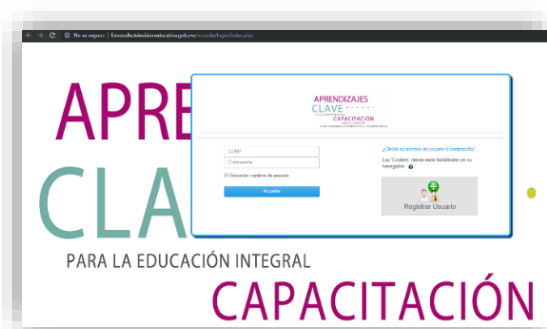 No es seguro
APRE
CLA
PARA LA EDUCACIÓN INTEGRAL
CAPACITACIÓN
APRENDIZAJES
CLAVE
CAPACITACIÓN
CURP
Contraseña
Recordar nombre de usuario
Acceder
¿Olvidó su nombre de usuario o contraseña?
Las 'Cookies' deben estar habilitadas en su
navegador
Registrar Usuario